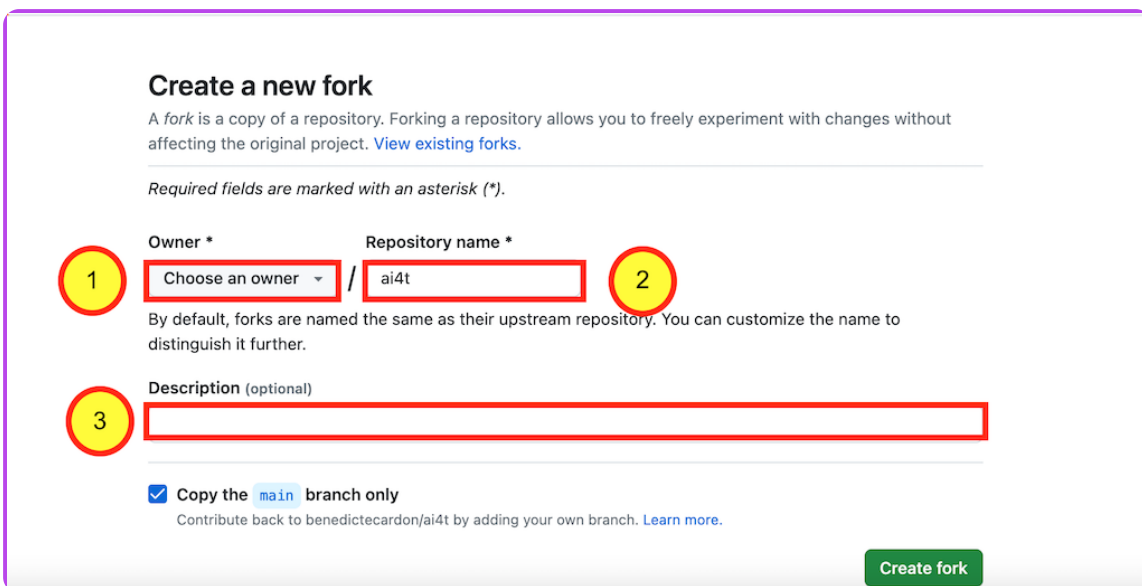 Create a new fork
A fork is a copy of a repository. Forking a repository allows you to freely experiment with changes without
affecting the original project. View existing forks.
Required fields are marked with an asterisk (*).
Owner * Repository name *
1 Choose an owner / ai4t 2
By default, forks are named the same as their upstream repository. You can customize the name to
distinguish it further.
Description (optional)
3
Copy the main branch only
Contribute back to benedictecardon/ai4t by adding your own branch. Learn more.
Create fork